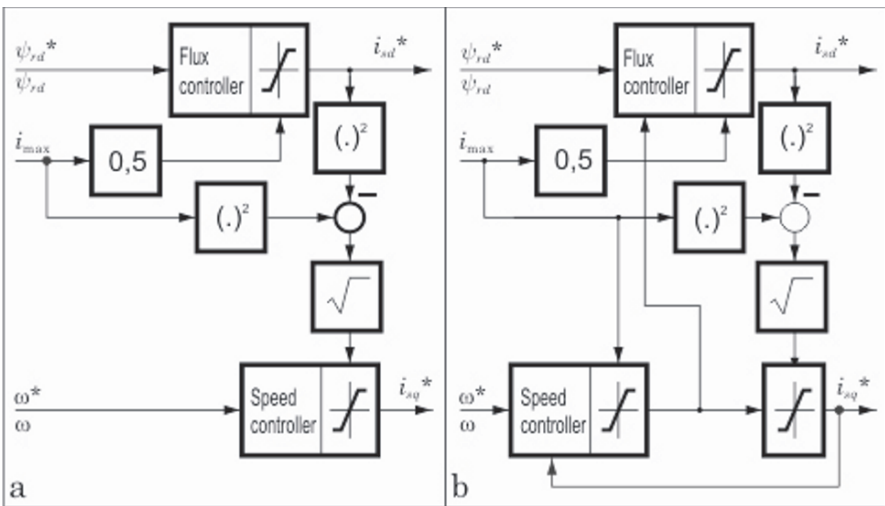 ψrd*
ψrd
Flux
controller
isd*
(.)²
imax
0,5
(.)²
−
√
ω*
ω
Speed
controller
isq*
a
ψrd*
ψrd
Flux
controller
isd*
(.)²
imax
0,5
(.)²
−
√
ω*
ω
Speed
controller
isq*
b